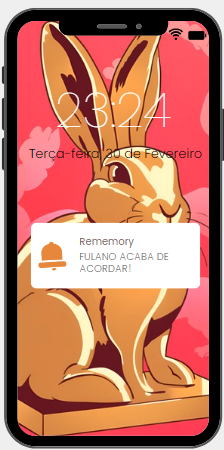 23:24
Terça-feira, 30 de Fevereiro
Rememory
FULANO ACABA DE
ACORDAR!